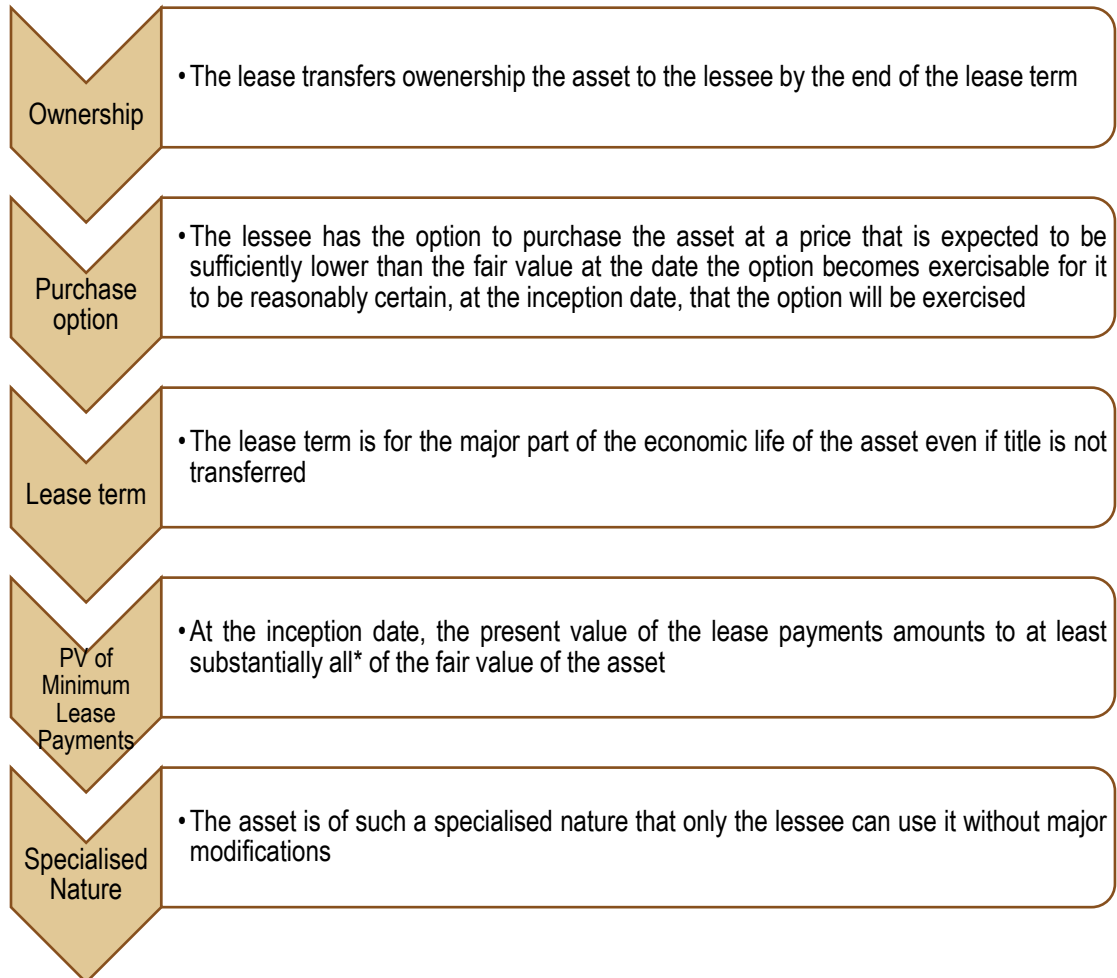 Ownership
•The lease transfers owenership the asset to the lessee by the end of the lease term
Purchase
option
•The lessee has the option to purchase the asset at a price that is expected to be
sufficiently lower than the fair value at the date the option becomes exercisable for it
to be reasonably certain, at the inception date, that the option will be exercised
Lease term
•The lease term is for the major part of the economic life of the asset even if title is not
transferred
PV of
Minimum
Lease
Payments
•At the inception date, the present value of the lease payments amounts to at least
substantially all* of the fair value of the asset
Specialised
Nature
•The asset is of such a specialised nature that only the lessee can use it without major
modifications